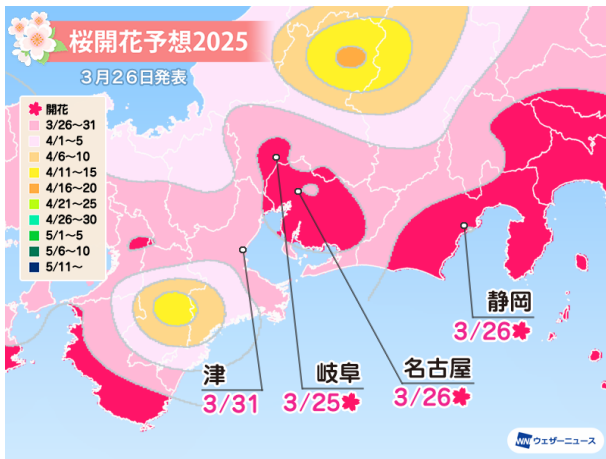 桜開花予想2025
3月26日発表
開花
3/26～31
4/1～5
4/6～10
4/11～15
4/16～20
4/21～25
4/26～30
5/1～5
5/6～10
5/11～
静岡
3/26
名古屋
3/26
岐阜
3/25
津
3/31
WNI ウェザーニュース